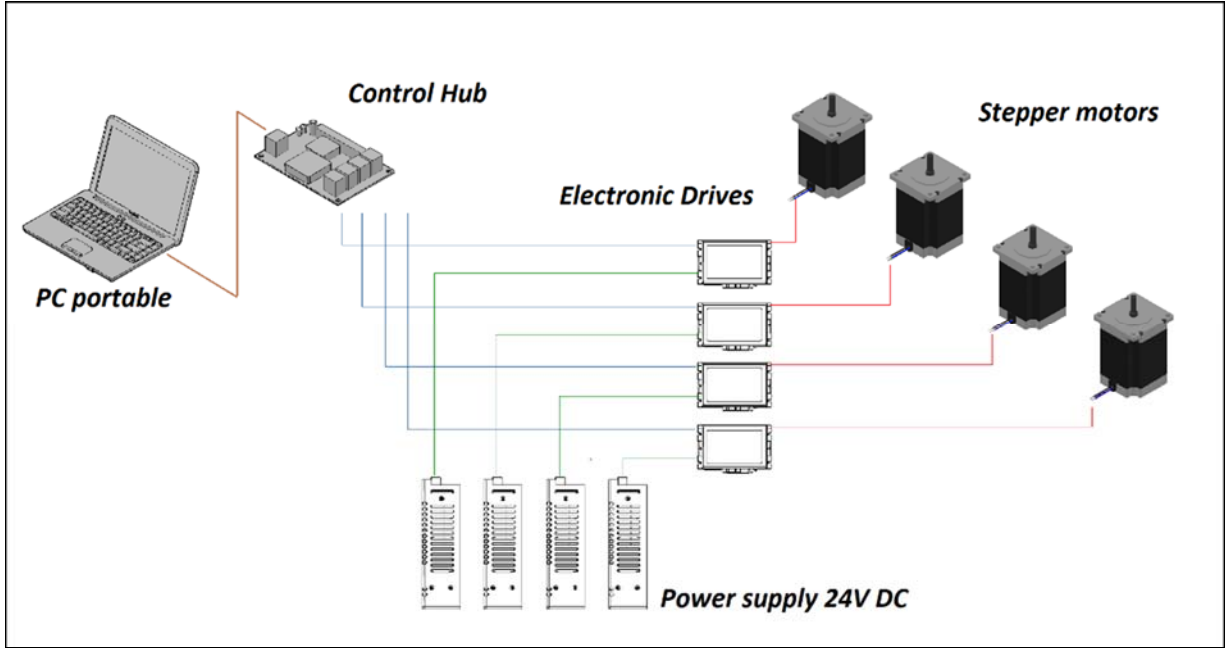 Control Hub
Stepper motors
Electronic Drives
PC portable
Power supply 24V DC